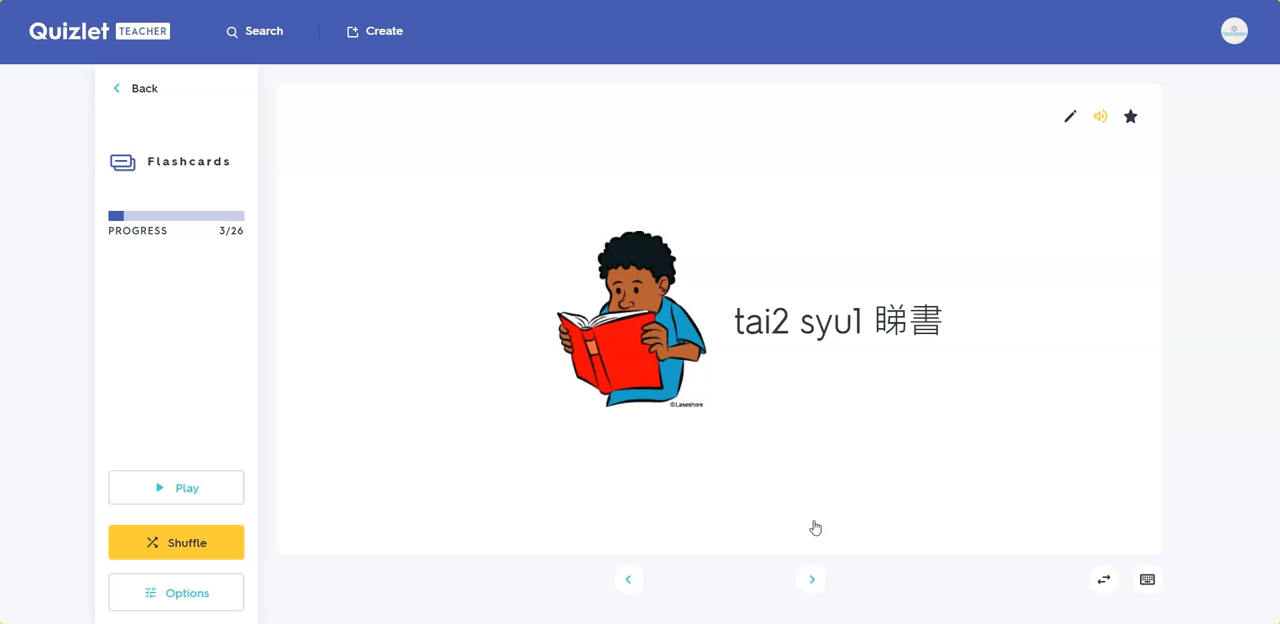 Quizlet TEACHER
Search
Create
Back
Flashcards
PROGRESS 3/26
tai2 syu1 睇書
©Lakeshore
Play
Shuffle
Options